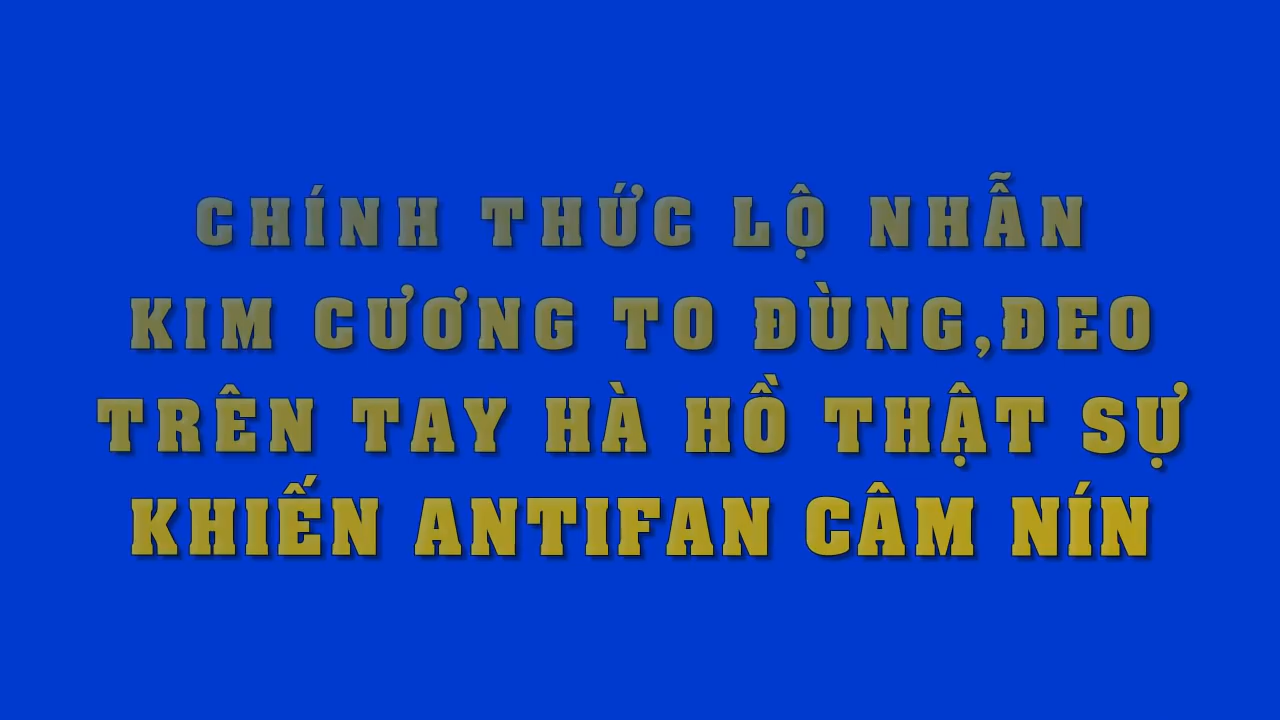 CHÍNH THỨC LỘ NHẪN
KIM CƯƠNG TO ĐÙNG,ĐEO
TRÊN TAY HÀ HỒ THẬT SỰ
KHIẾN ANTIFAN CÂM NÍN